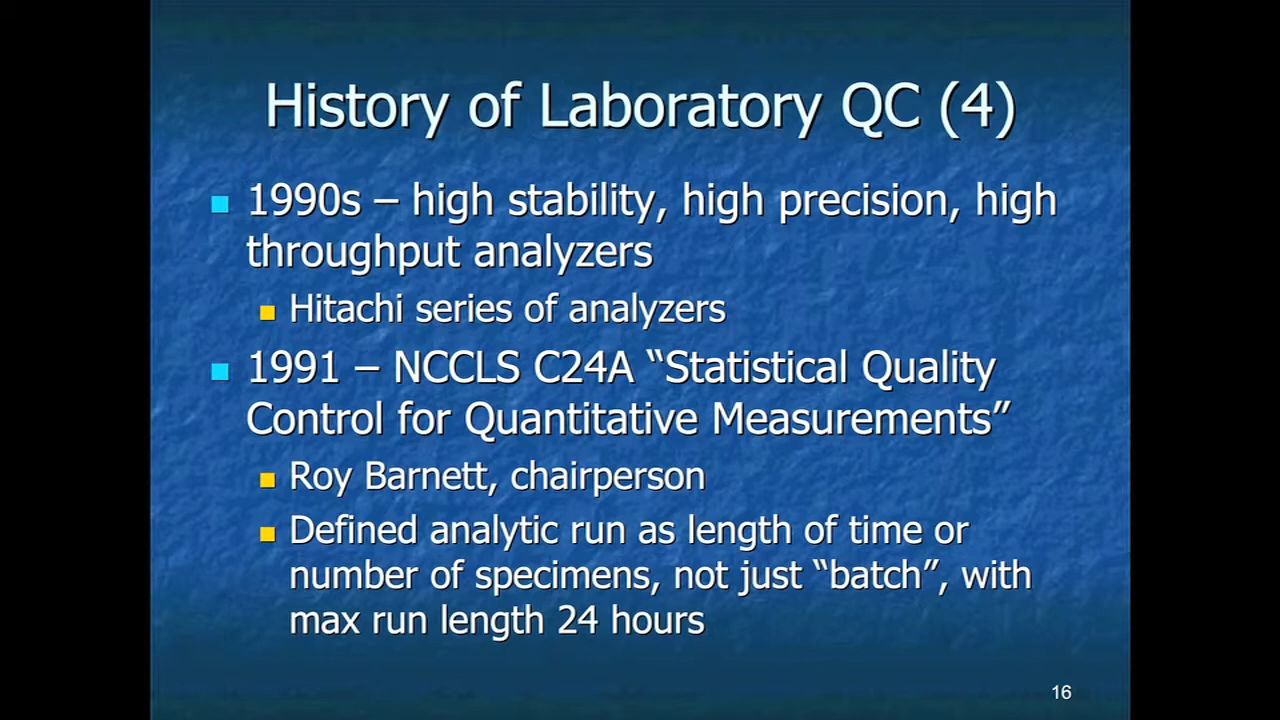 History of Laboratory QC (4)
1990s – high stability, high precision, high
throughput analyzers
Hitachi series of analyzers
1991 – NCCLS C24A “Statistical Quality
Control for Quantitative Measurements”
Roy Barnett, chairperson
Defined analytic run as length of time or
number of specimens, not just “batch”, with
max run length 24 hours
16